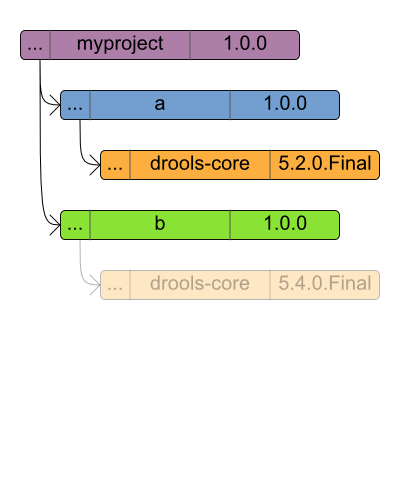 ... myproject 1.0.0
... a 1.0.0
... drools-core 5.2.0.Final
... b 1.0.0
... drools-core 5.4.0.Final